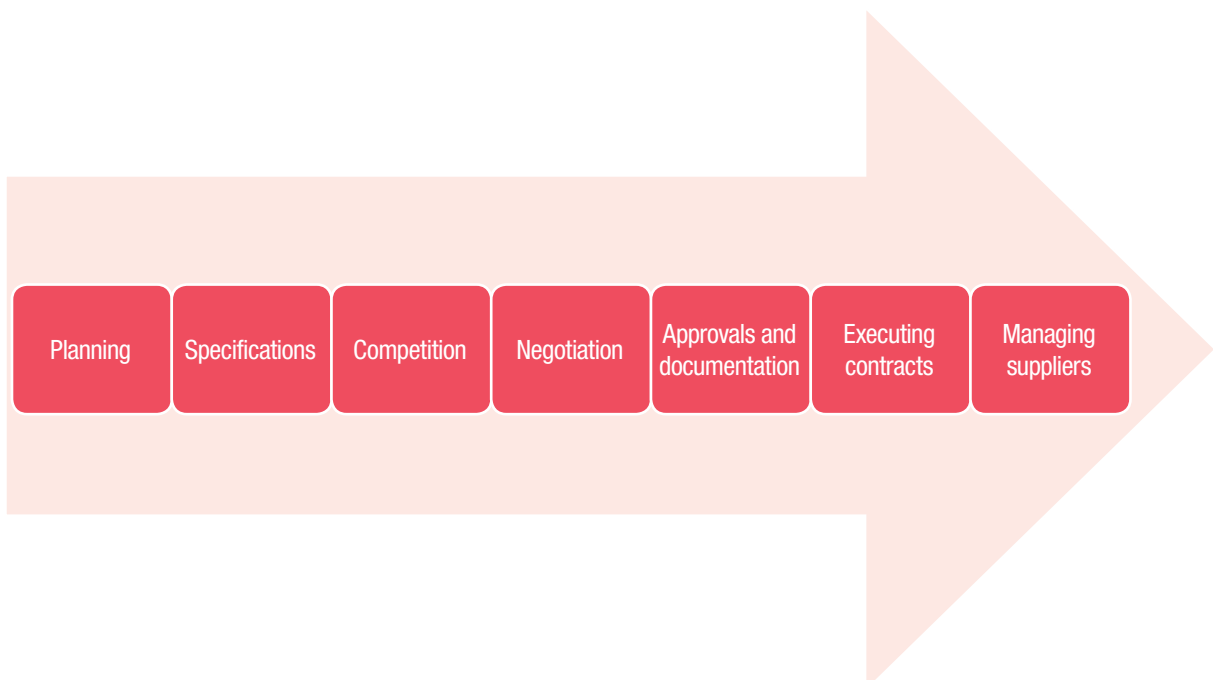 Planning
Specifications
Competition
Negotiation
Approvals and
documentation
Executing
contracts
Managing
suppliers